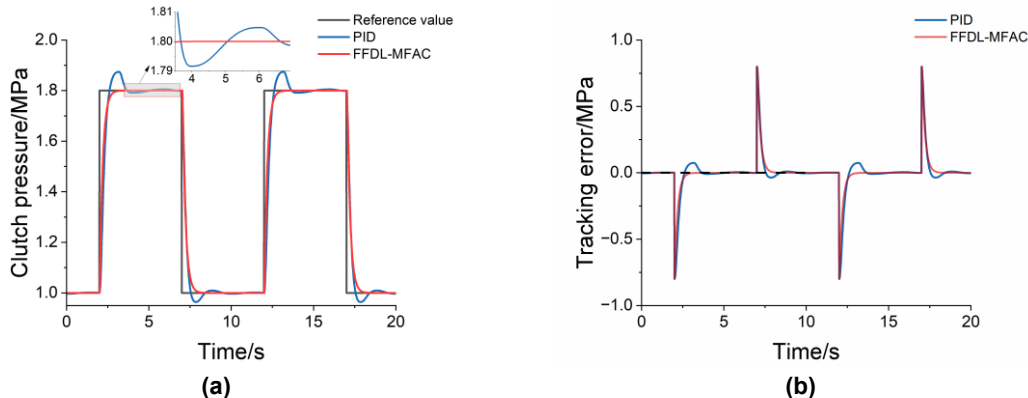 Reference value
PID
FFDL-MFAC
1.81
1.80
1.79
4 5 6
Clutch pressure/MPa
2.0
1.8
1.6
1.4
1.2
1.0
0 5 10 15 20
Time/s
(a)
PID
FFDL-MFAC
Tracking error/MPa
1.0
0.5
0.0
−0.5
−1.0
0 5 10 15 20
Time/s
(b)